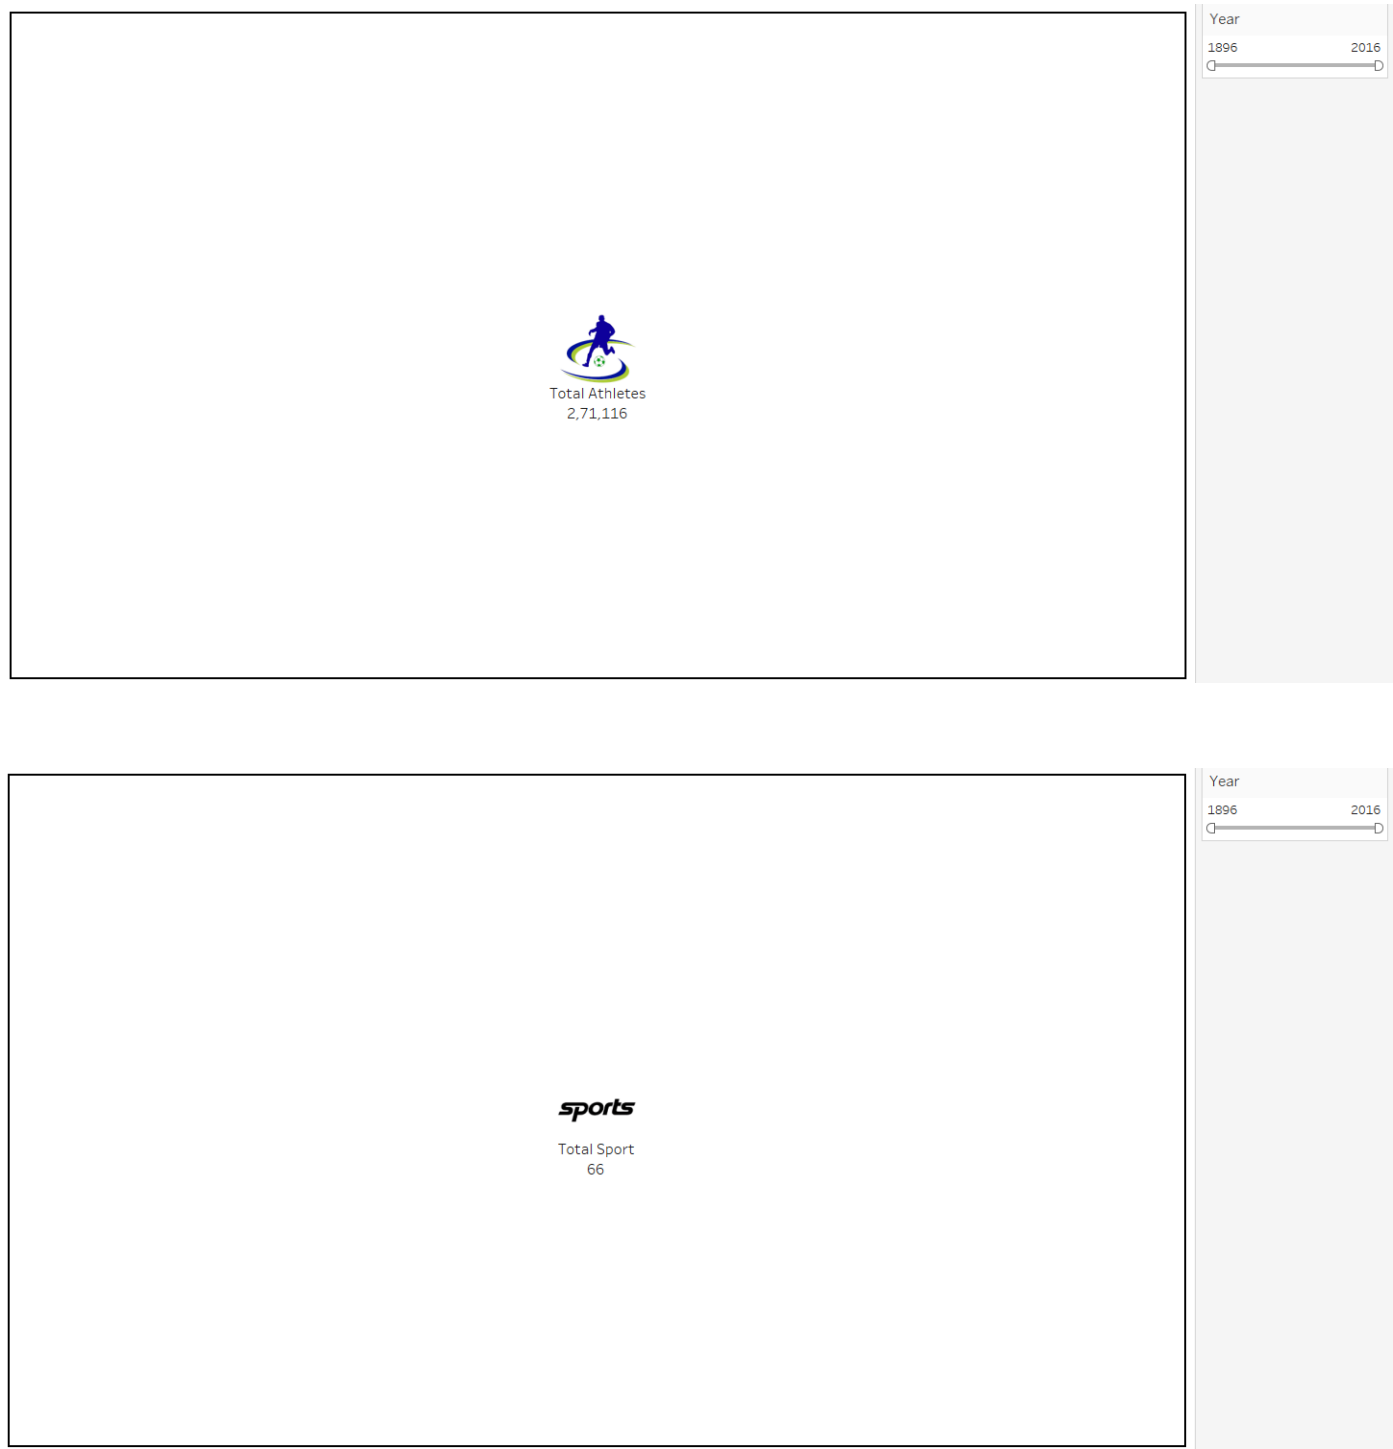 Year
1896 2016
Total Athletes
2,71,116
Year
1896 2016
sports
Total Sport
66